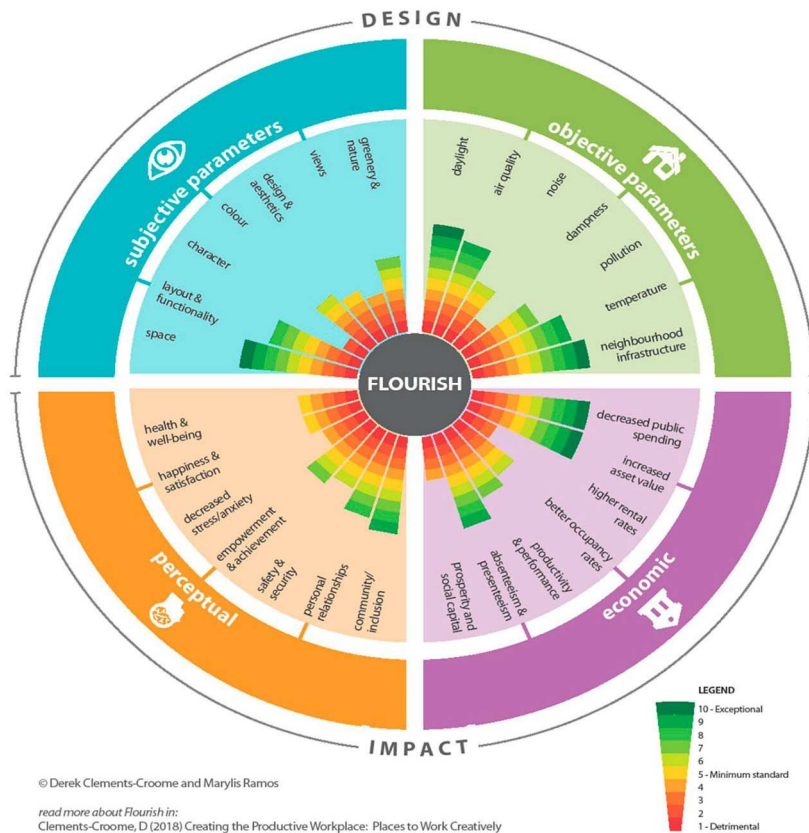 DESIGN
subjective parameters
objective parameters
space
layout &
functionality
character
colour
design &
aesthetics
views
greenery &
nature
daylight
air quality
noise
dampness
pollution
temperature
neighbourhood
infrastructure
FLOURISH
health &
well-being
happiness &
satisfaction
decreased
stress/anxiety
empowerment
& achievement
safety &
security
personal
relationships
community/
inclusion
prosperity and
social capital
absenteeism &
presenteeism
productivity
& performance
better occupancy
rates
higher rental
rates
increased
asset value
decreased public
spending
perceptual
economic
IMPACT
LEGEND
10 - Exceptional
9
8
7
6
5 - Minimum standard
4
3
2
1 - Detrimental
© Derek Clements-Croome and Marylis Ramos
read more about Flourish in:
Clements-Croome, D (2018) Creating the Productive Workplace: Places to Work Creatively